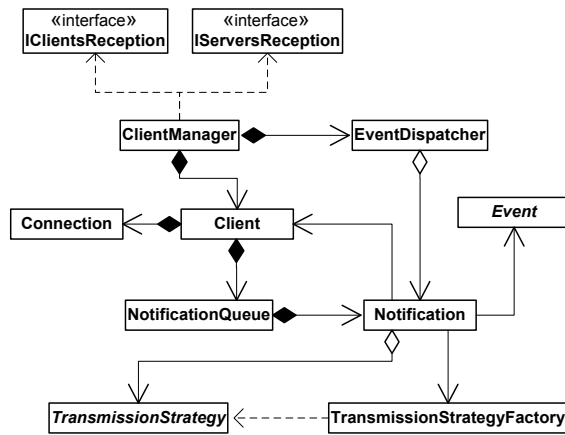 «interface»
IClientsReception
«interface»
IServersReception
ClientManager
EventDispatcher
Connection
Client
Event
NotificationQueue
Notification
TransmissionStrategy
TransmissionStrategyFactory